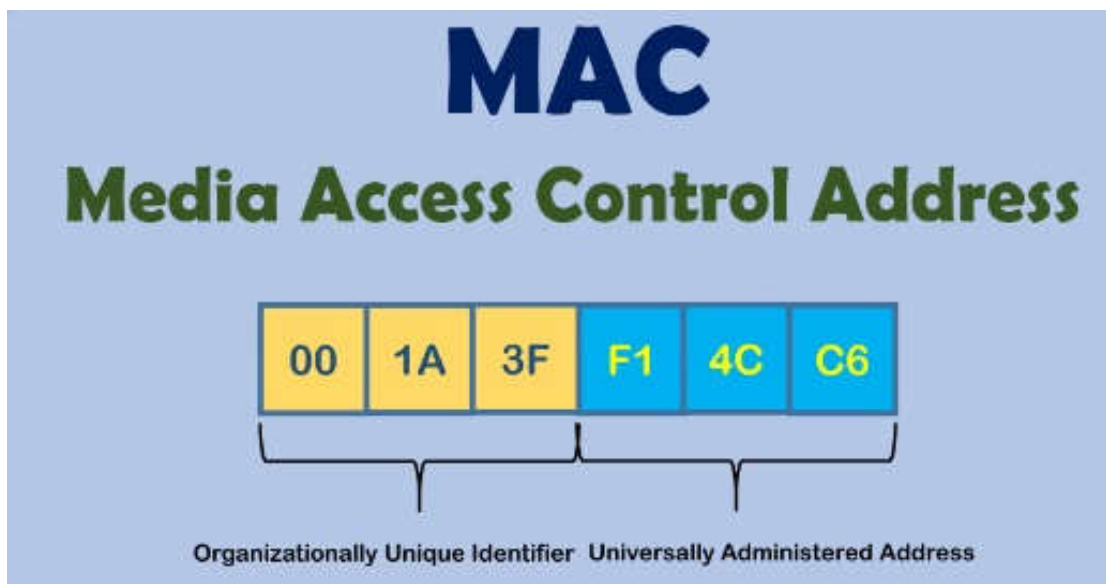 MAC
Media Access Control Address
00 1A 3F F1 4C C6
Organizationally Unique Identifier Universally Administered Address